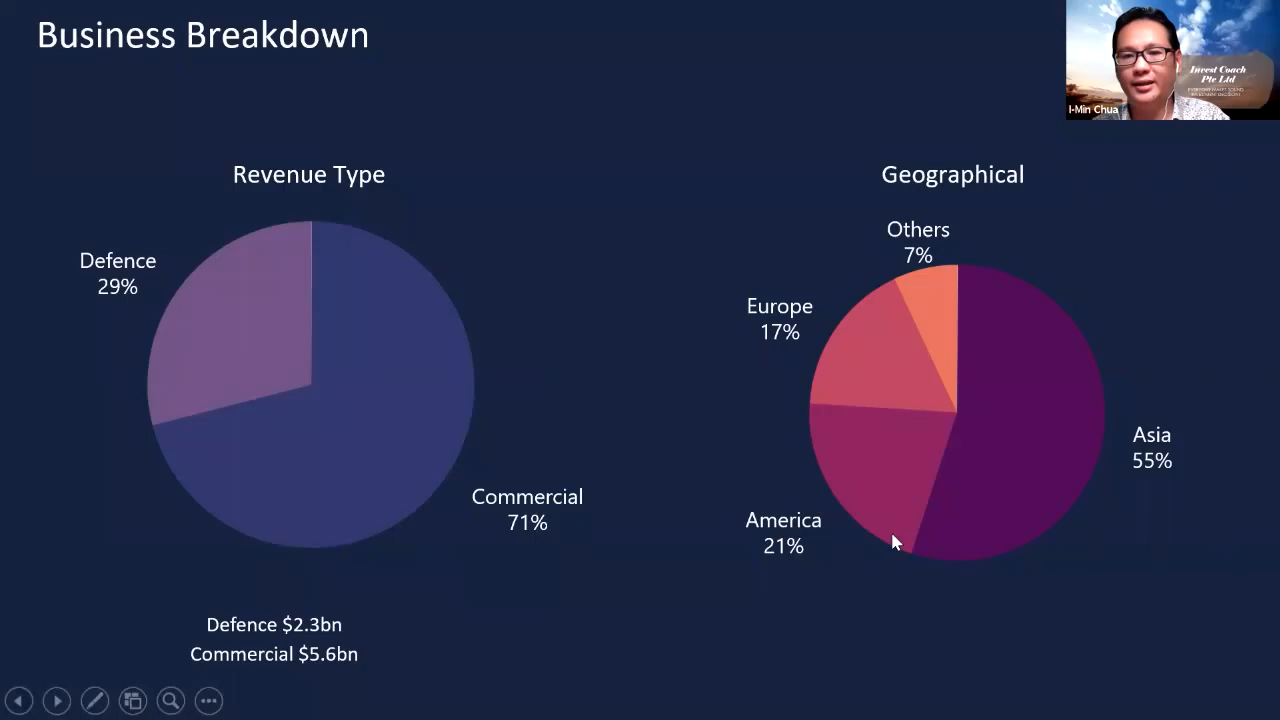 Business Breakdown
Invest Coach
Pte Ltd
I-Min Chua
Revenue Type
Defence
29%
Commercial
71%
Defence $2.3bn
Commercial $5.6bn
Geographical
Others
7%
Europe
17%
Asia
55%
America
21%